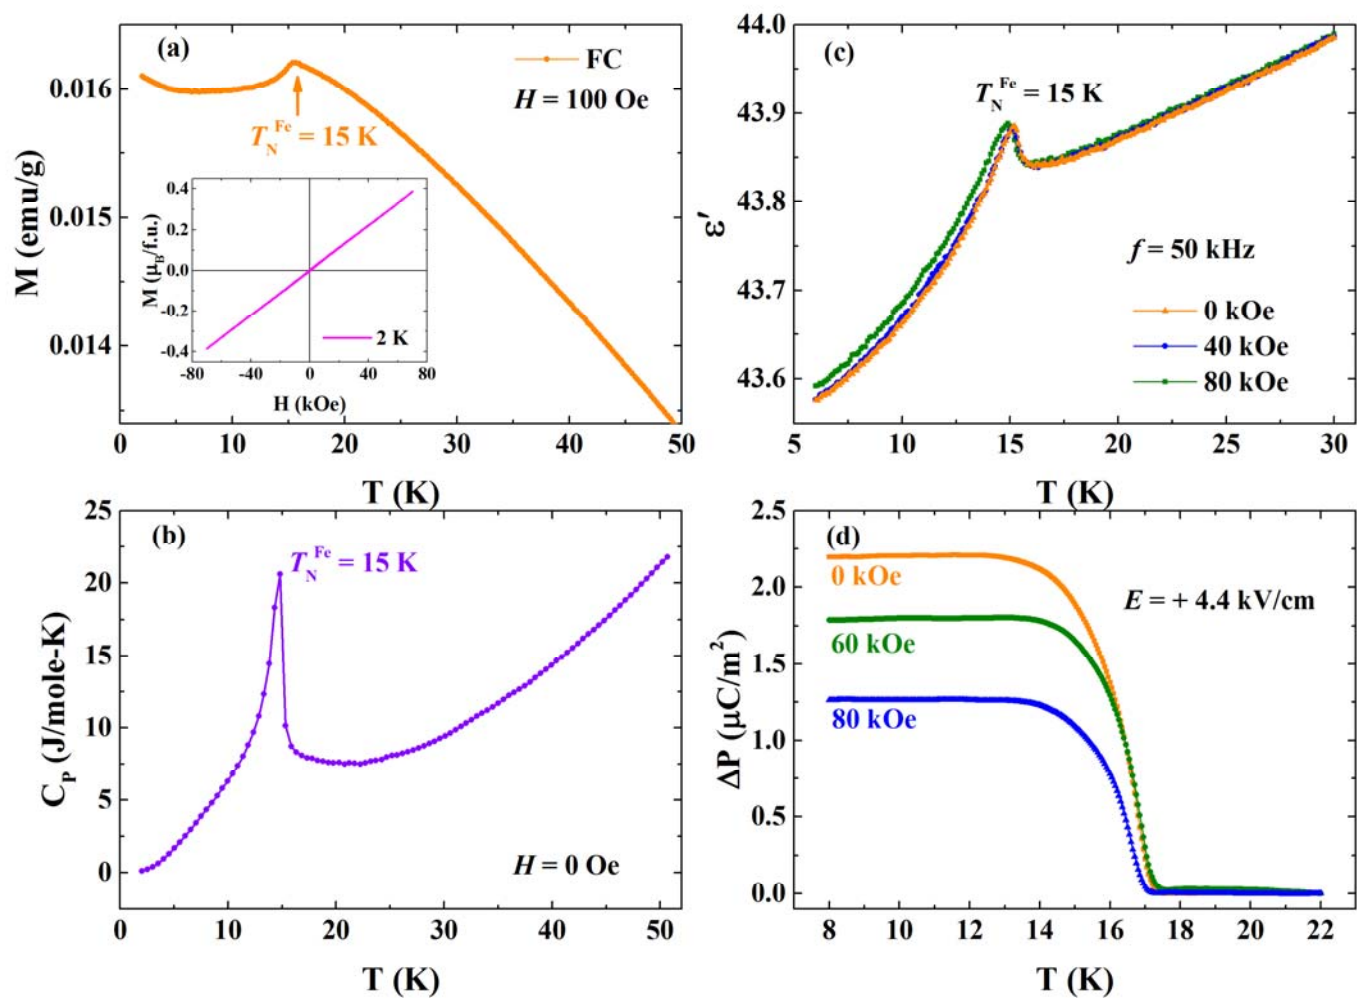 (a)
FC
H = 100 Oe
T_N^Fe = 15 K
M (emu/g)
0.016
0.015
0.014
0 10 20 30 40 50
T (K)
M (μ_B/f.u.)
0.4
0.2
0.0
-0.2
-0.4
2 K
-80 -40 0 40 80
H (kOe)
(c)
T_N^Fe = 15 K
f = 50 kHz
0 kOe
40 kOe
80 kOe
ε′
44.0
43.9
43.8
43.7
43.6
5 10 15 20 25 30
T (K)
(b)
T_N^Fe = 15 K
H = 0 Oe
C_P (J/mole-K)
25
20
15
10
5
0
0 10 20 30 40 50
T (K)
(d)
0 kOe
E = + 4.4 kV/cm
60 kOe
80 kOe
ΔP (μC/m²)
2.5
2.0
1.5
1.0
0.5
0.0
8 10 12 14 16 18 20 22
T (K)